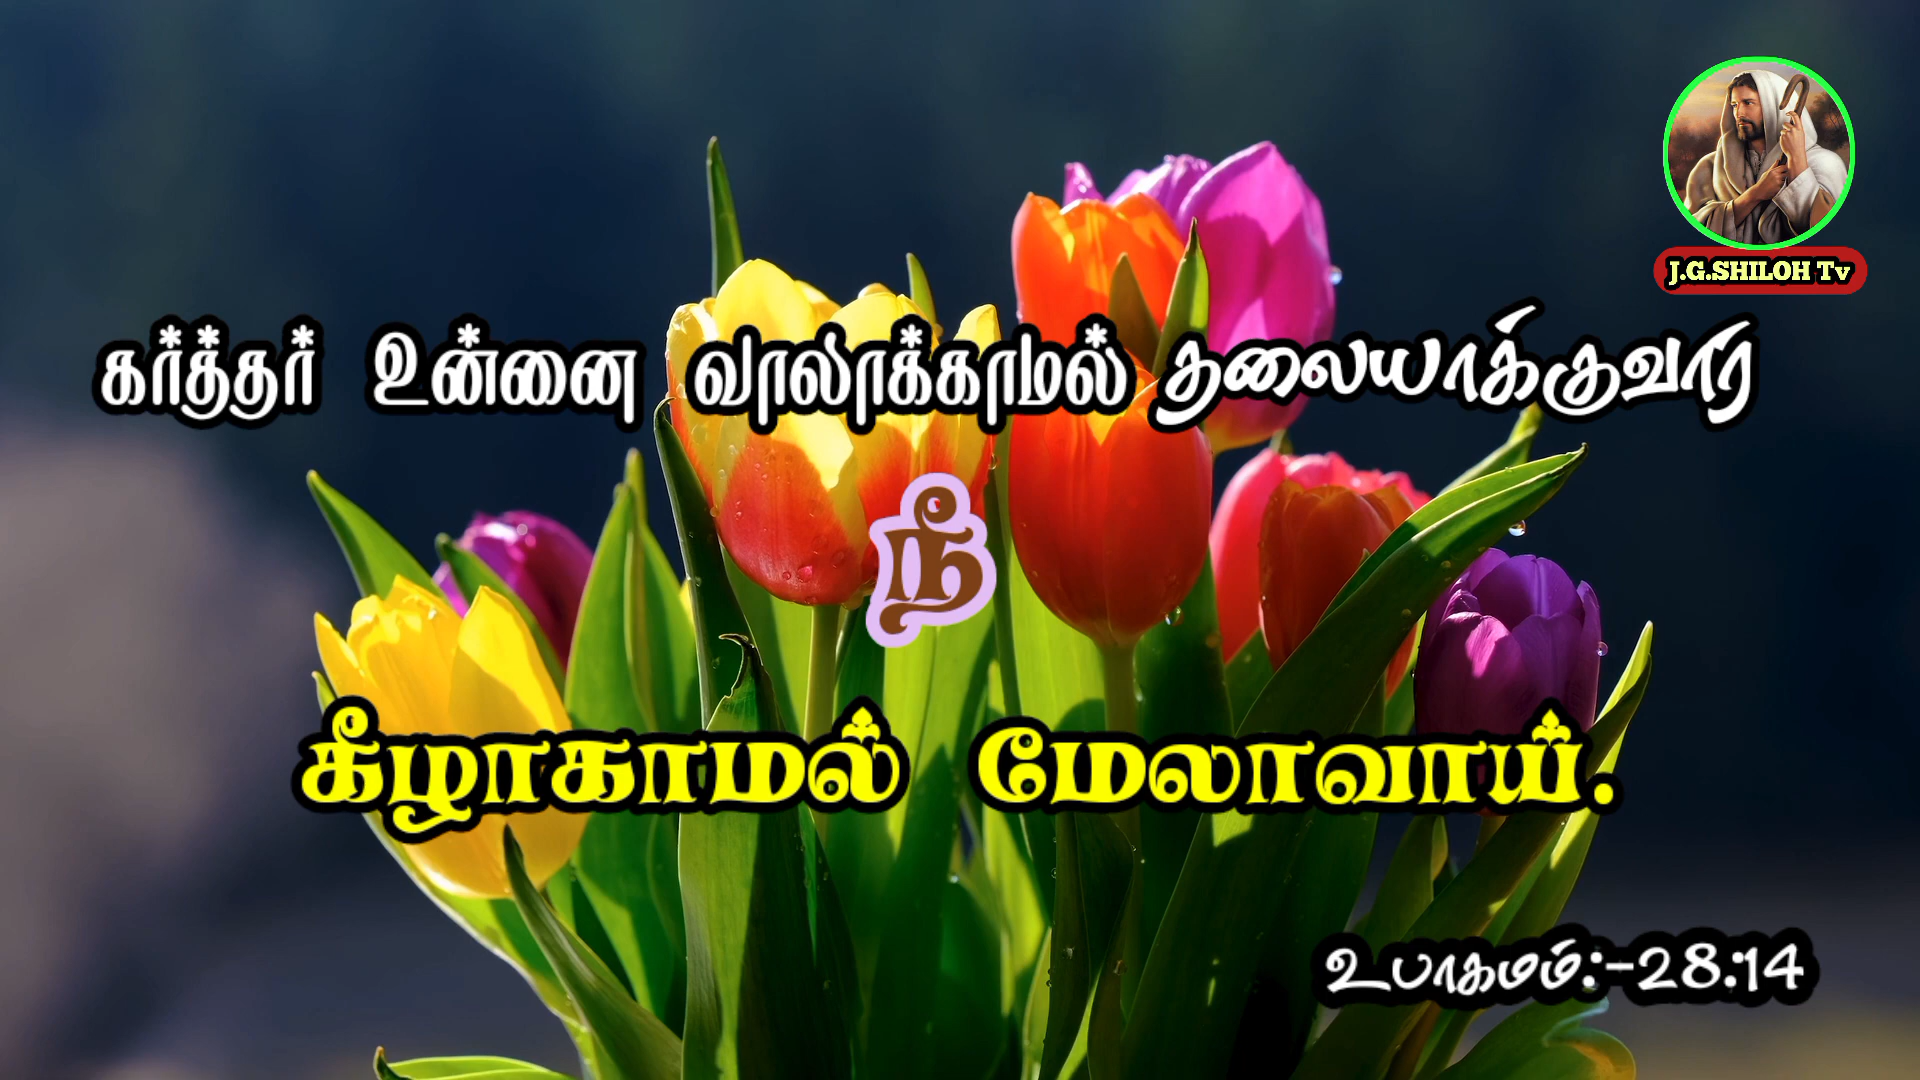 J.G.SHILOH Tv
கர்த்தர் உன்னை வாலாக்காமல் தலையாக்குவார்
நீ
கீழாகாமல் மேலாவாய்.
உபாகமம்:-28:14